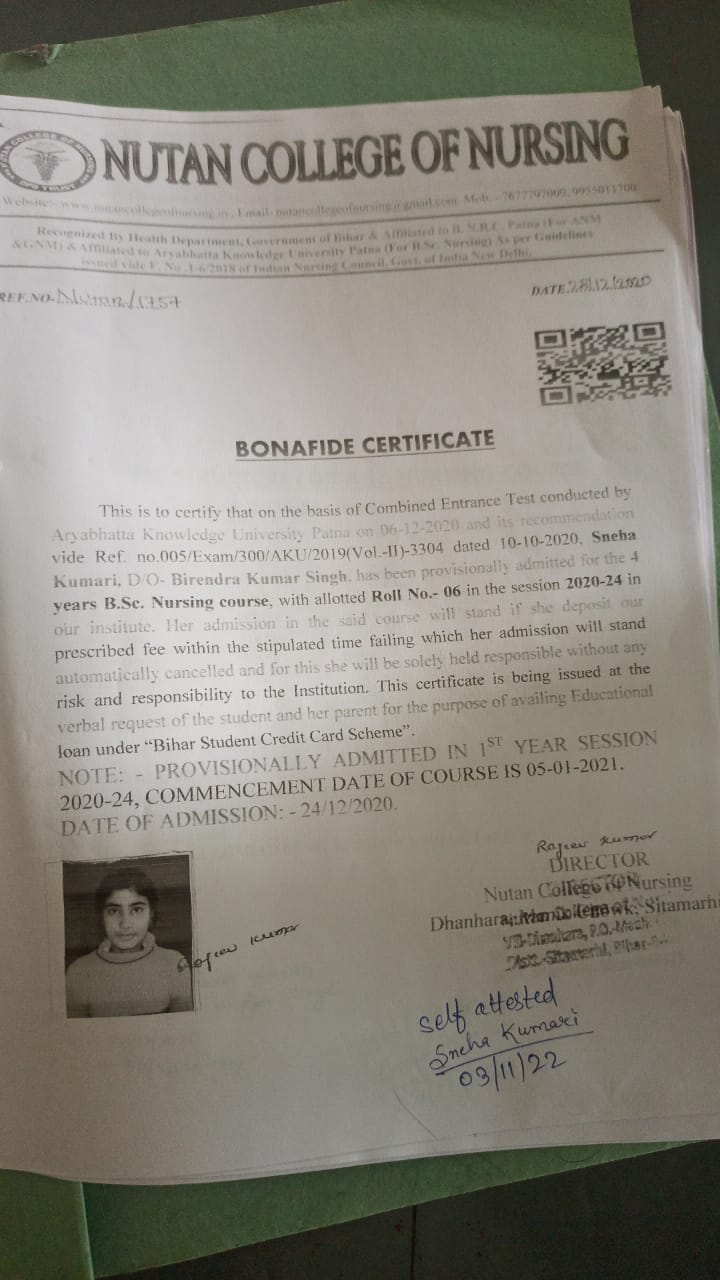 NUTAN COLLEGE OF NURSING
Website:- www.nutancollegeofnursing.in , Email- nutancollegeofnursing@gmail.com Mob. - 7677797009, 9955011700
Recognized By Health Department, Government of Bihar & Affiliated to B.N.R.C. Patna (For ANM
& GNM) & Affiliated to Aryabhatta Knowledge University Patna (For B.Sc. Nursing) As per Guidelines
issued vide F. No .1-6/2018 of Indian Nursing Council, Govt. of India New Delhi.
REF.NO- /1757
DATE.28/12/2020
BONAFIDE CERTIFICATE
This is to certify that on the basis of Combined Entrance Test conducted by
Aryabhatta Knowledge University Patna on 06-12-2020 and its recommendation
vide Ref. no.005/Exam/300/AKU/2019(Vol.-II)-3304 dated 10-10-2020, Sneha
Kumari, D/O- Birendra Kumar Singh, has been provisionally admitted for the 4
years B.Sc. Nursing course, with allotted Roll No.- 06 in the session 2020-24 in
our institute. Her admission in the said course will stand if she deposit our
prescribed fee within the stipulated time failing which her admission will stand
automatically cancelled and for this she will be solely held responsible without any
risk and responsibility to the Institution. This certificate is being issued at the
verbal request of the student and her parent for the purpose of availing Educational
loan under “Bihar Student Credit Card Scheme”.
NOTE: - PROVISIONALLY ADMITTED IN 1ST YEAR SESSION
2020-24, COMMENCEMENT DATE OF COURSE IS 05-01-2021.
DATE OF ADMISSION: - 24/12/2020.
Rajeev Kumar
DIRECTOR
Nutan College of Nursing
Dhanhara, Sitamarhi
Rajeev Kumar
self attested
Sneha Kumari
03/11/22